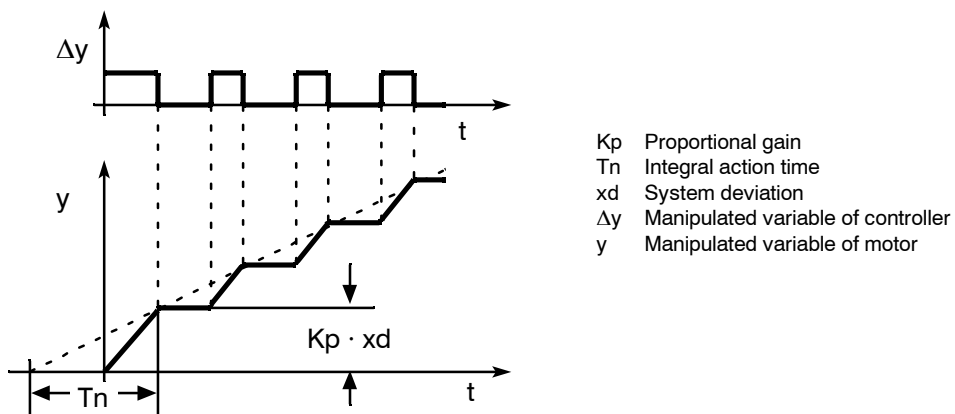 Δy
t
y
Kp · xd
Tn
t
Kp Proportional gain
Tn Integral action time
xd System deviation
Δy Manipulated variable of controller
y Manipulated variable of motor